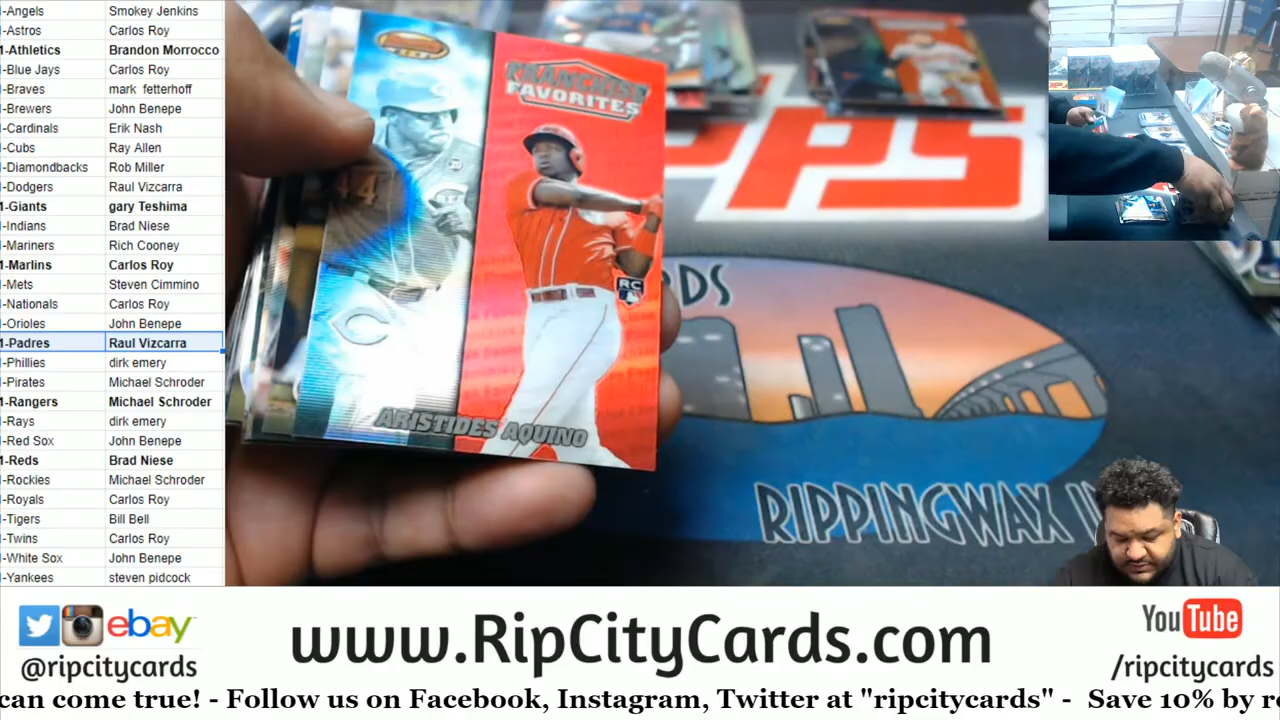 I-Angels Smokey Jenkins
I-Astros Carlos Roy
1-Athletics Brandon Morrocco
I-Blue Jays Carlos Roy
I-Braves mark fetterhoff
I-Brewers John Benepe
I-Cardinals Erik Nash
I-Cubs Ray Allen
I-Diamondbacks Rob Miller
I-Dodgers Raul Vizcarra
1-Giants gary Teshima
I-Indians Brad Niese
I-Mariners Rich Cooney
1-Marlins Carlos Roy
I-Mets Steven Cimmino
I-Nationals Carlos Roy
I-Orioles John Benepe
1-Padres Raul Vizcarra
I-Phillies dirk emery
I-Pirates Michael Schroder
1-Rangers Michael Schroder
I-Rays dirk emery
I-Red Sox John Benepe
1-Reds Brad Niese
I-Rockies Michael Schroder
I-Royals Carlos Roy
I-Tigers Bill Bell
I-Twins Carlos Roy
I-White Sox John Benepe
I-Yankees steven pidcock
FRANCHISE
FAVORITES
44
RC
ARISTIDES AQUINO
PPS
RDS
RIPPINGWAX
ebay
@ripcitycards
www.RipCityCards.com
YouTube
/ripcitycards
can come true! - Follow us on Facebook, Instagram, Twitter at "ripcitycards" - Save 10% by re